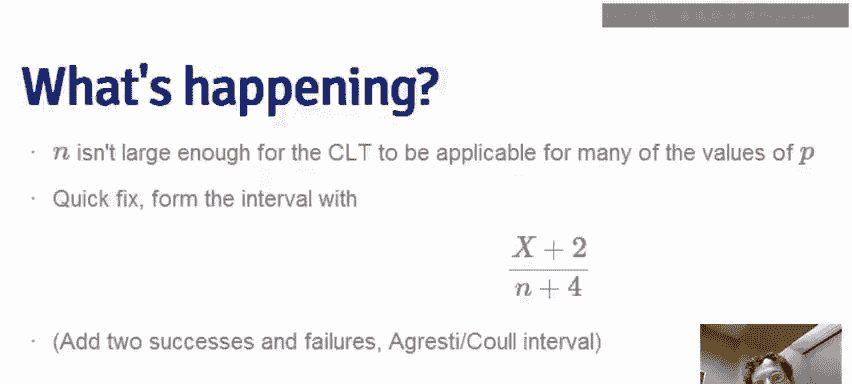 What's happening?
· n isn't large enough for the CLT to be applicable for many of the values of p
· Quick fix, form the interval with
X + 2
n + 4
· (Add two successes and failures, Agresti/Coull interval)